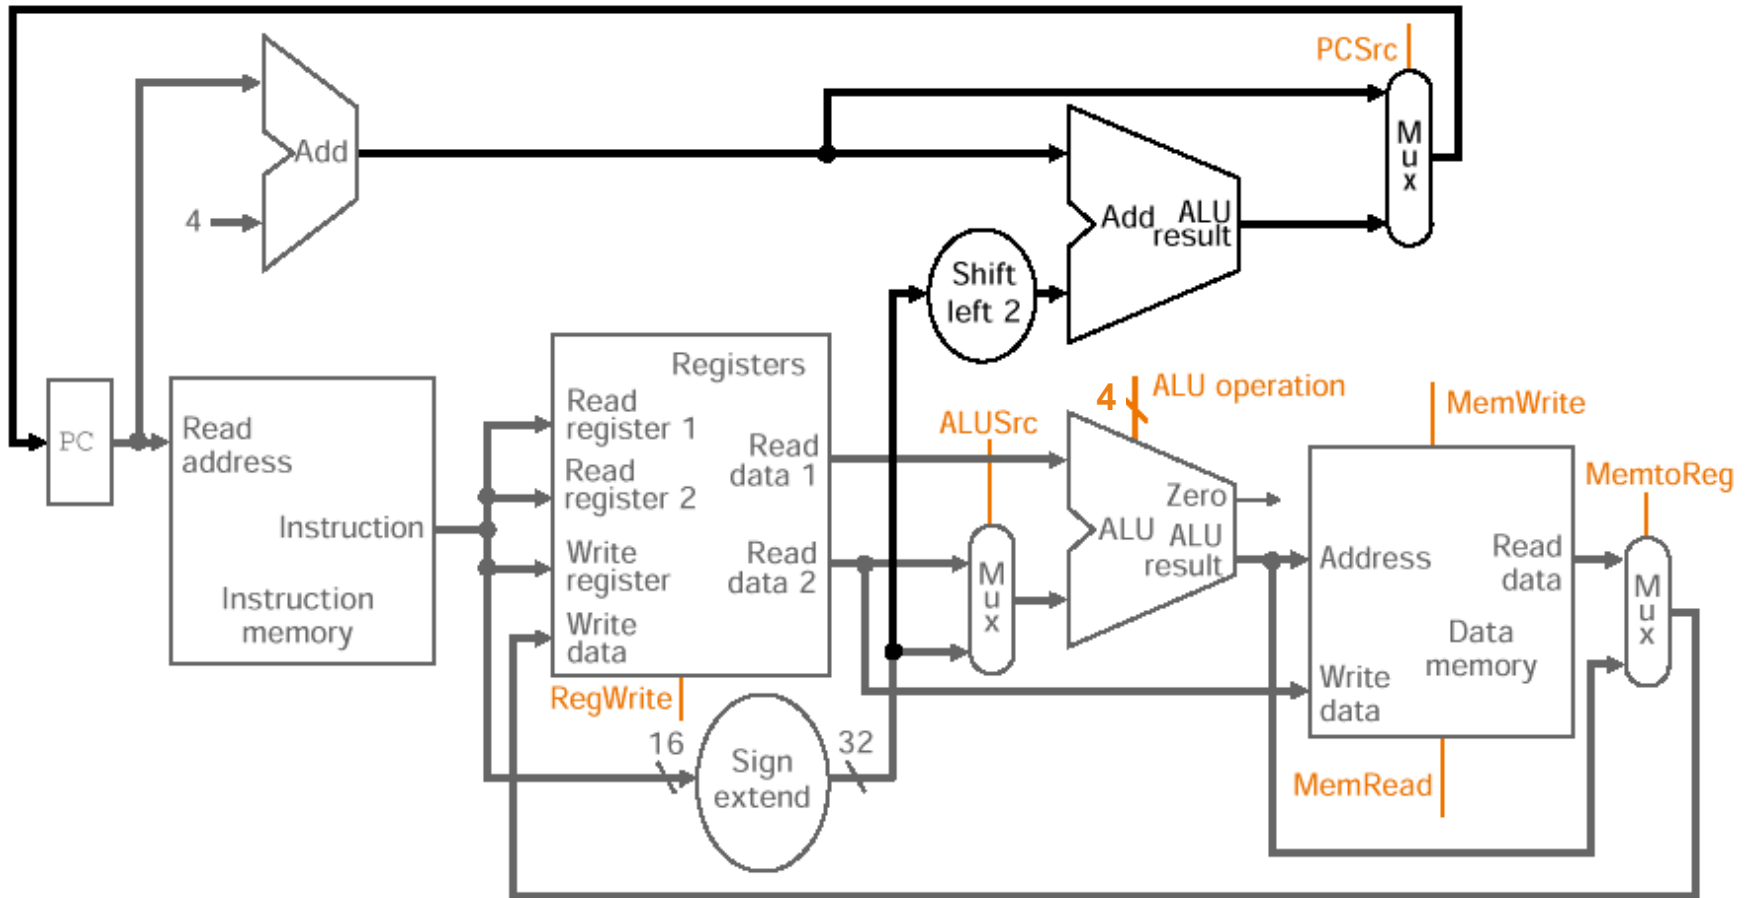 PCSrc
Add
4
M
u
x
Add
ALU
result
Shift
left 2
Registers
Read
register 1
Read
register 2
Write
register
Write
data
Read
data 1
Read
data 2
PC
Read
address
Instruction
Instruction
memory
RegWrite
16
Sign
extend
32
ALUSrc
M
u
x
4
ALU operation
Zero
ALU
ALU
result
MemWrite
Address
Read
data
Data
memory
Write
data
MemRead
MemtoReg
M
u
x